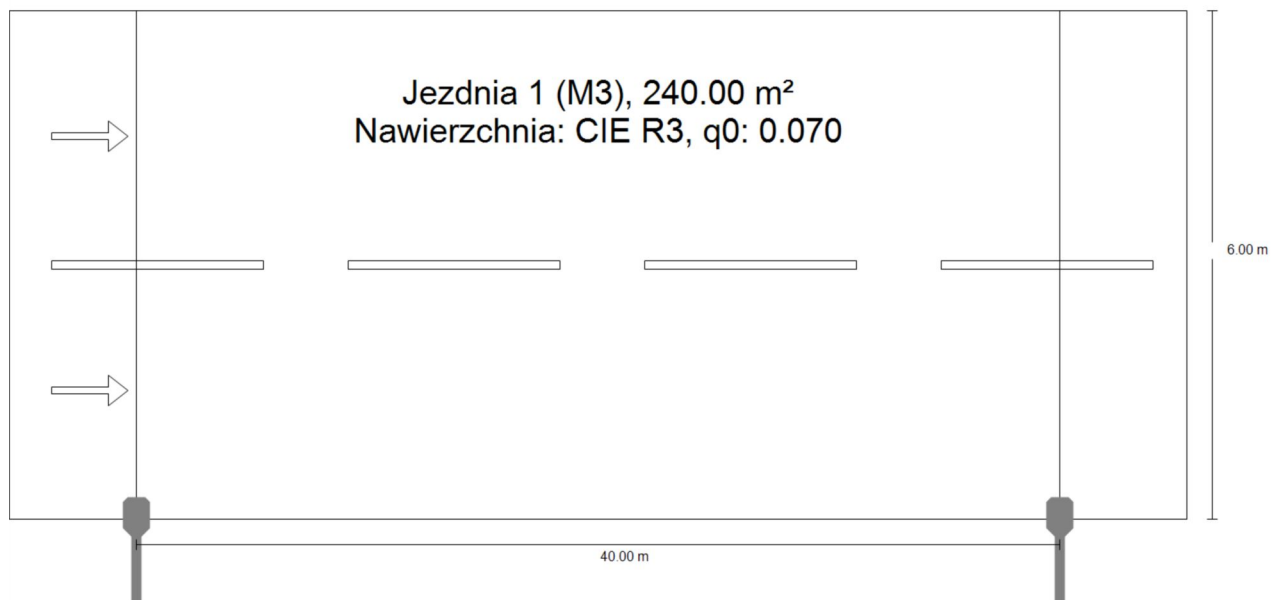 Jezdnia 1 (M3), 240.00 m²
Nawierzchnia: CIE R3, q0: 0.070
6.00 m
40.00 m